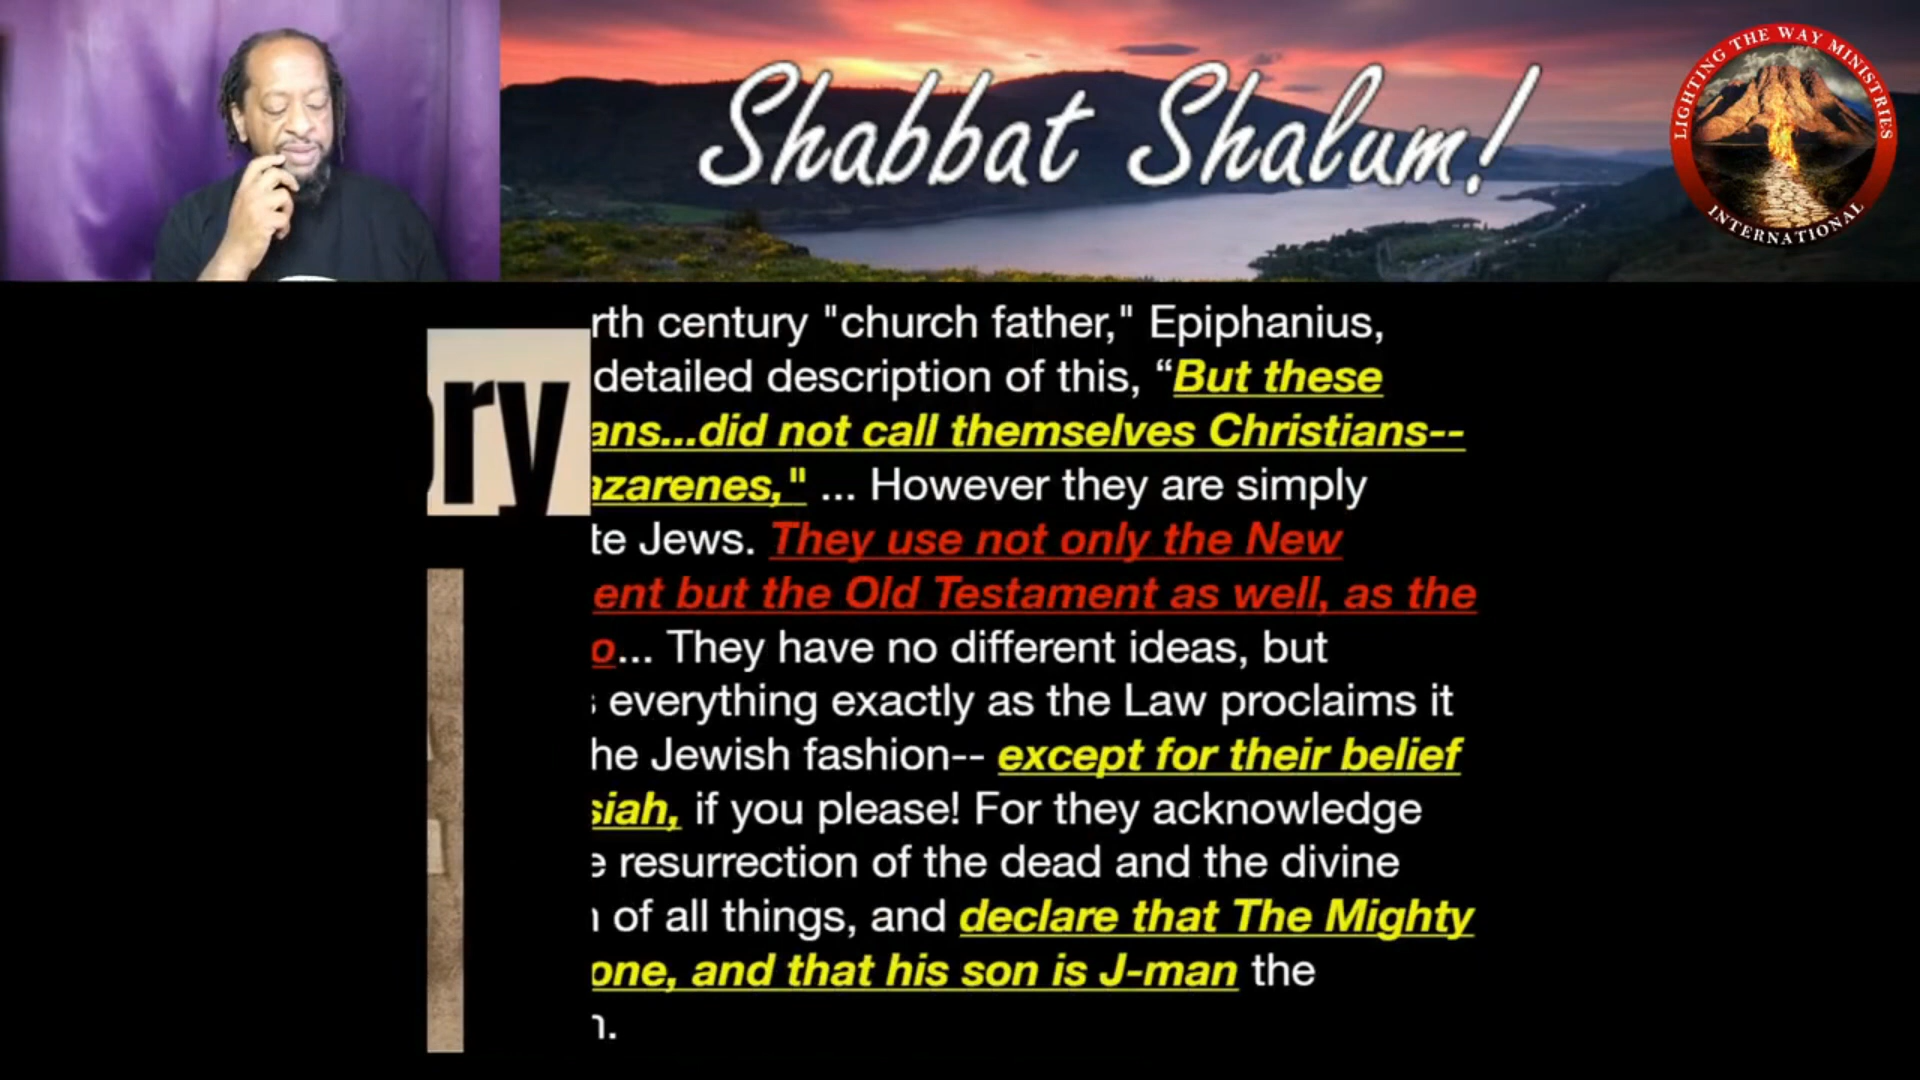 Shabbat Shalum!
LIGHTING THE WAY MINISTRIES
INTERNATIONAL
rth century "church father," Epiphanius,
detailed description of this, “But these
ans...did not call themselves Christians--
azarenes," ... However they are simply
te Jews. They use not only the New
ent but the Old Testament as well, as the
o... They have no different ideas, but
s everything exactly as the Law proclaims it
he Jewish fashion-- except for their belief
siah, if you please! For they acknowledge
e resurrection of the dead and the divine
n of all things, and declare that The Mighty
one, and that his son is J-man the
n.
ory